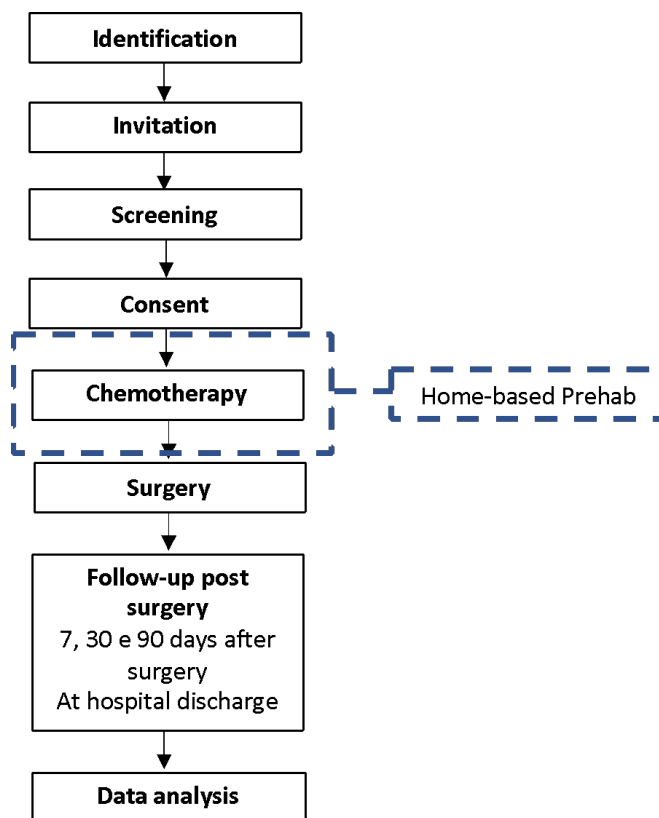 Identification
Invitation
Screening
Consent
Chemotherapy
Home-based Prehab
Surgery
Follow-up post
surgery
7, 30 e 90 days after
surgery
At hospital discharge
Data analysis